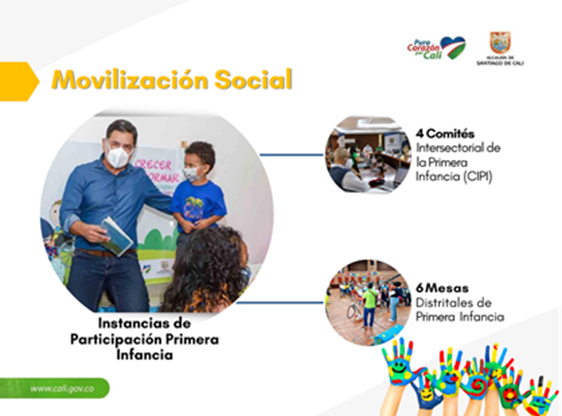 Puro
Corazón
por
Cali
ALCALDÍA DE
SANTIAGO DE CALI
Movilización Social
CRECER
4 Comités
Intersectorial de
la Primera
Infancia (CIPI)
6 Mesas
Distritales de
Primera Infancia
Instancias de
Participación Primera
Infancia
www.cali.gov.co